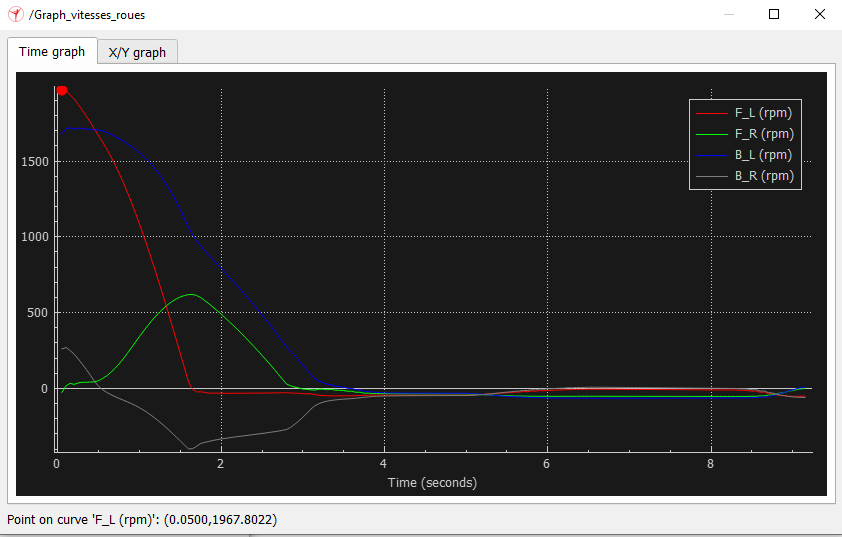 /Graph_vitesses_roues
Time graph
X/Y graph
F_L (rpm)
F_R (rpm)
B_L (rpm)
B_R (rpm)
1500
1000
500
0
0 2 4 6 8
Time (seconds)
Point on curve 'F_L (rpm)': (0.0500,1967.8022)